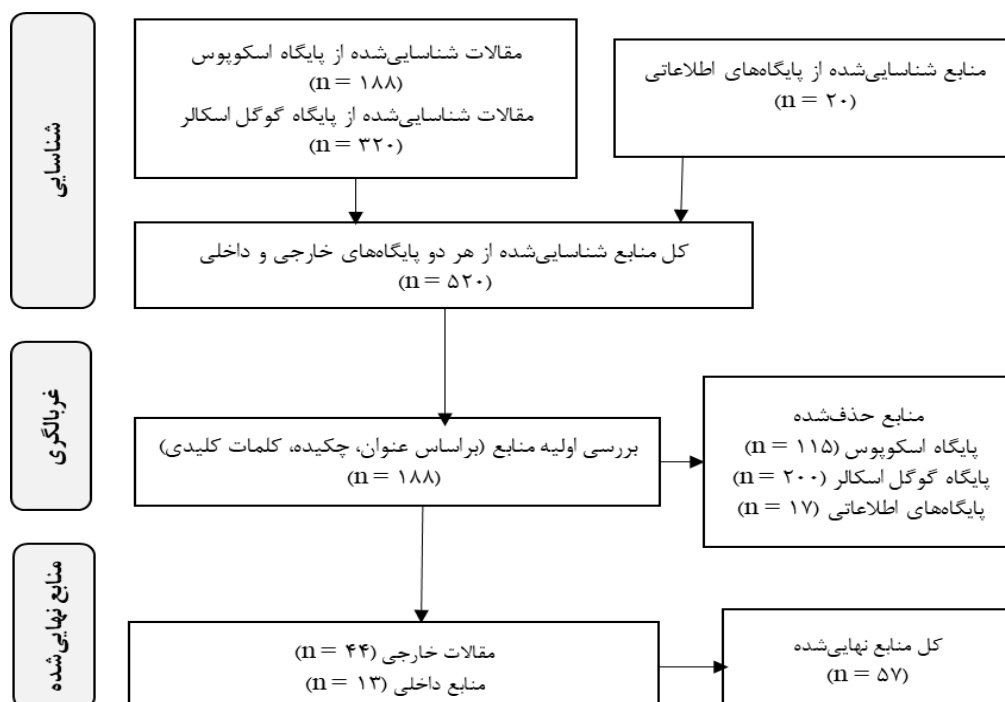 شناسایی
مقالات شناسایی‌شده از پایگاه اسکوپوس
(n = ۱۸۸)
مقالات شناسایی‌شده از پایگاه گوگل اسکالر
(n = ۳۲۰)
منابع شناسایی‌شده از پایگاه‌های اطلاعاتی
(n = ۲۰)
کل منابع شناسایی‌شده از هر دو پایگاه‌های خارجی و داخلی
(n = ۵۲۰)
غربالگری
بررسی اولیه منابع (براساس عنوان، چکیده، کلمات کلیدی)
(n = ۱۸۸)
منابع حذف‌شده
پایگاه اسکوپوس (n = ۱۱۵)
پایگاه گوگل اسکالر (n = ۲۰۰)
پایگاه‌های اطلاعاتی (n = ۱۷)
منابع نهایی‌شده
مقالات خارجی (n = ۴۴)
منابع داخلی (n = ۱۳)
کل منابع نهایی‌شده
(n = ۵۷)